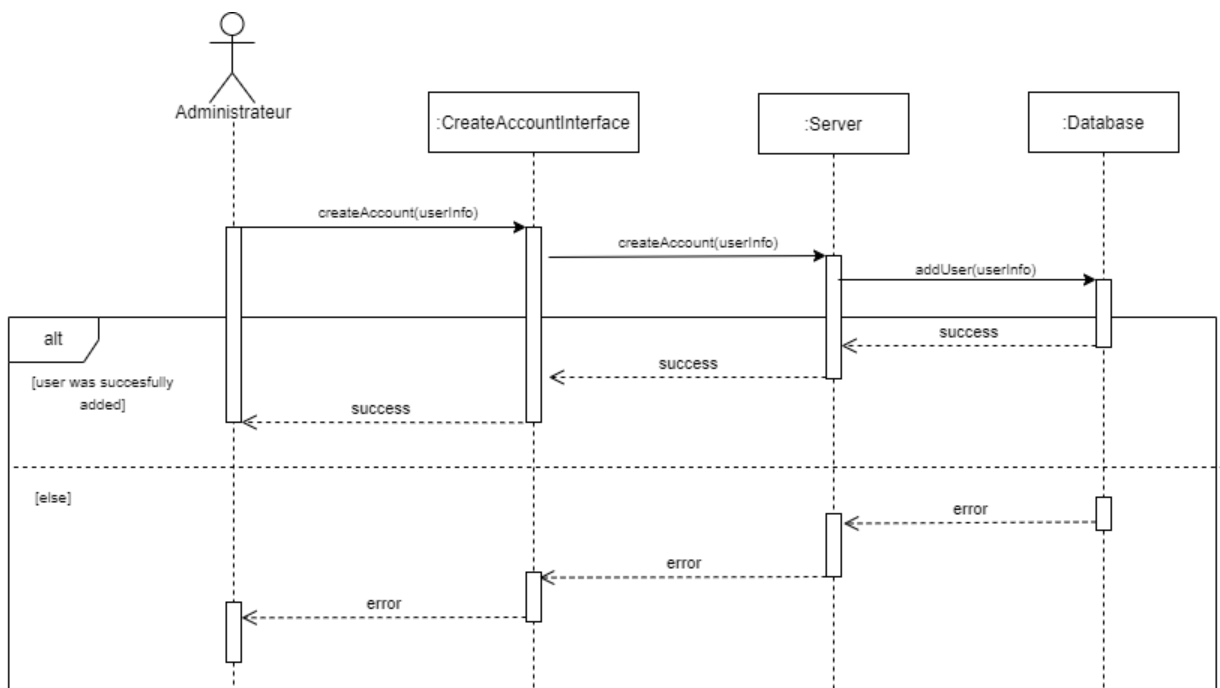 Administrateur
:CreateAccountInterface
:Server
:Database
createAccount(userInfo)
createAccount(userInfo)
addUser(userInfo)
alt
success
success
[user was succesfully
added]
success
[else]
error
error
error